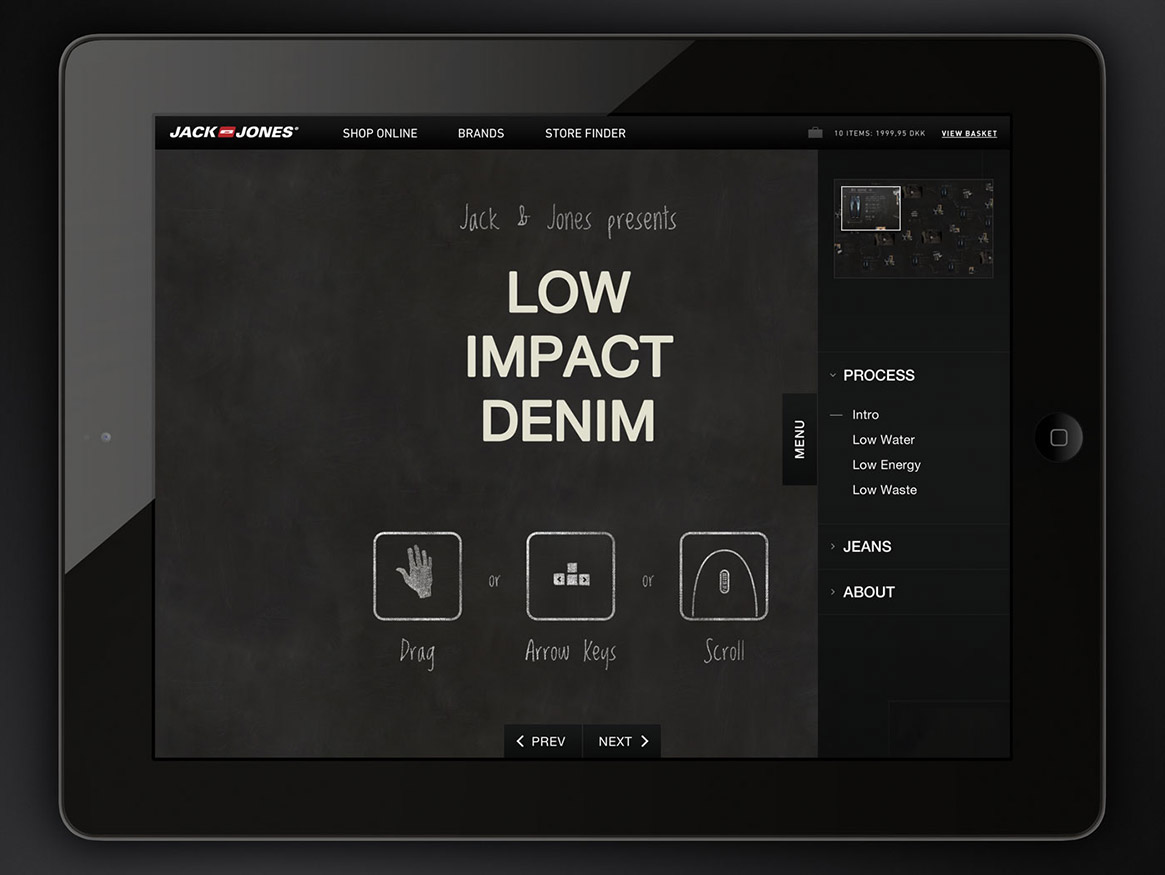 JACK JONES®
SHOP ONLINE
BRANDS
STORE FINDER
10 ITEMS: 1999,95 DKK
VIEW BASKET
Jack & Jones presents
LOW
IMPACT
DENIM
or
or
Drag
Arrow Keys
Scroll
PREV
NEXT
MENU
PROCESS
Intro
Low Water
Low Energy
Low Waste
JEANS
ABOUT